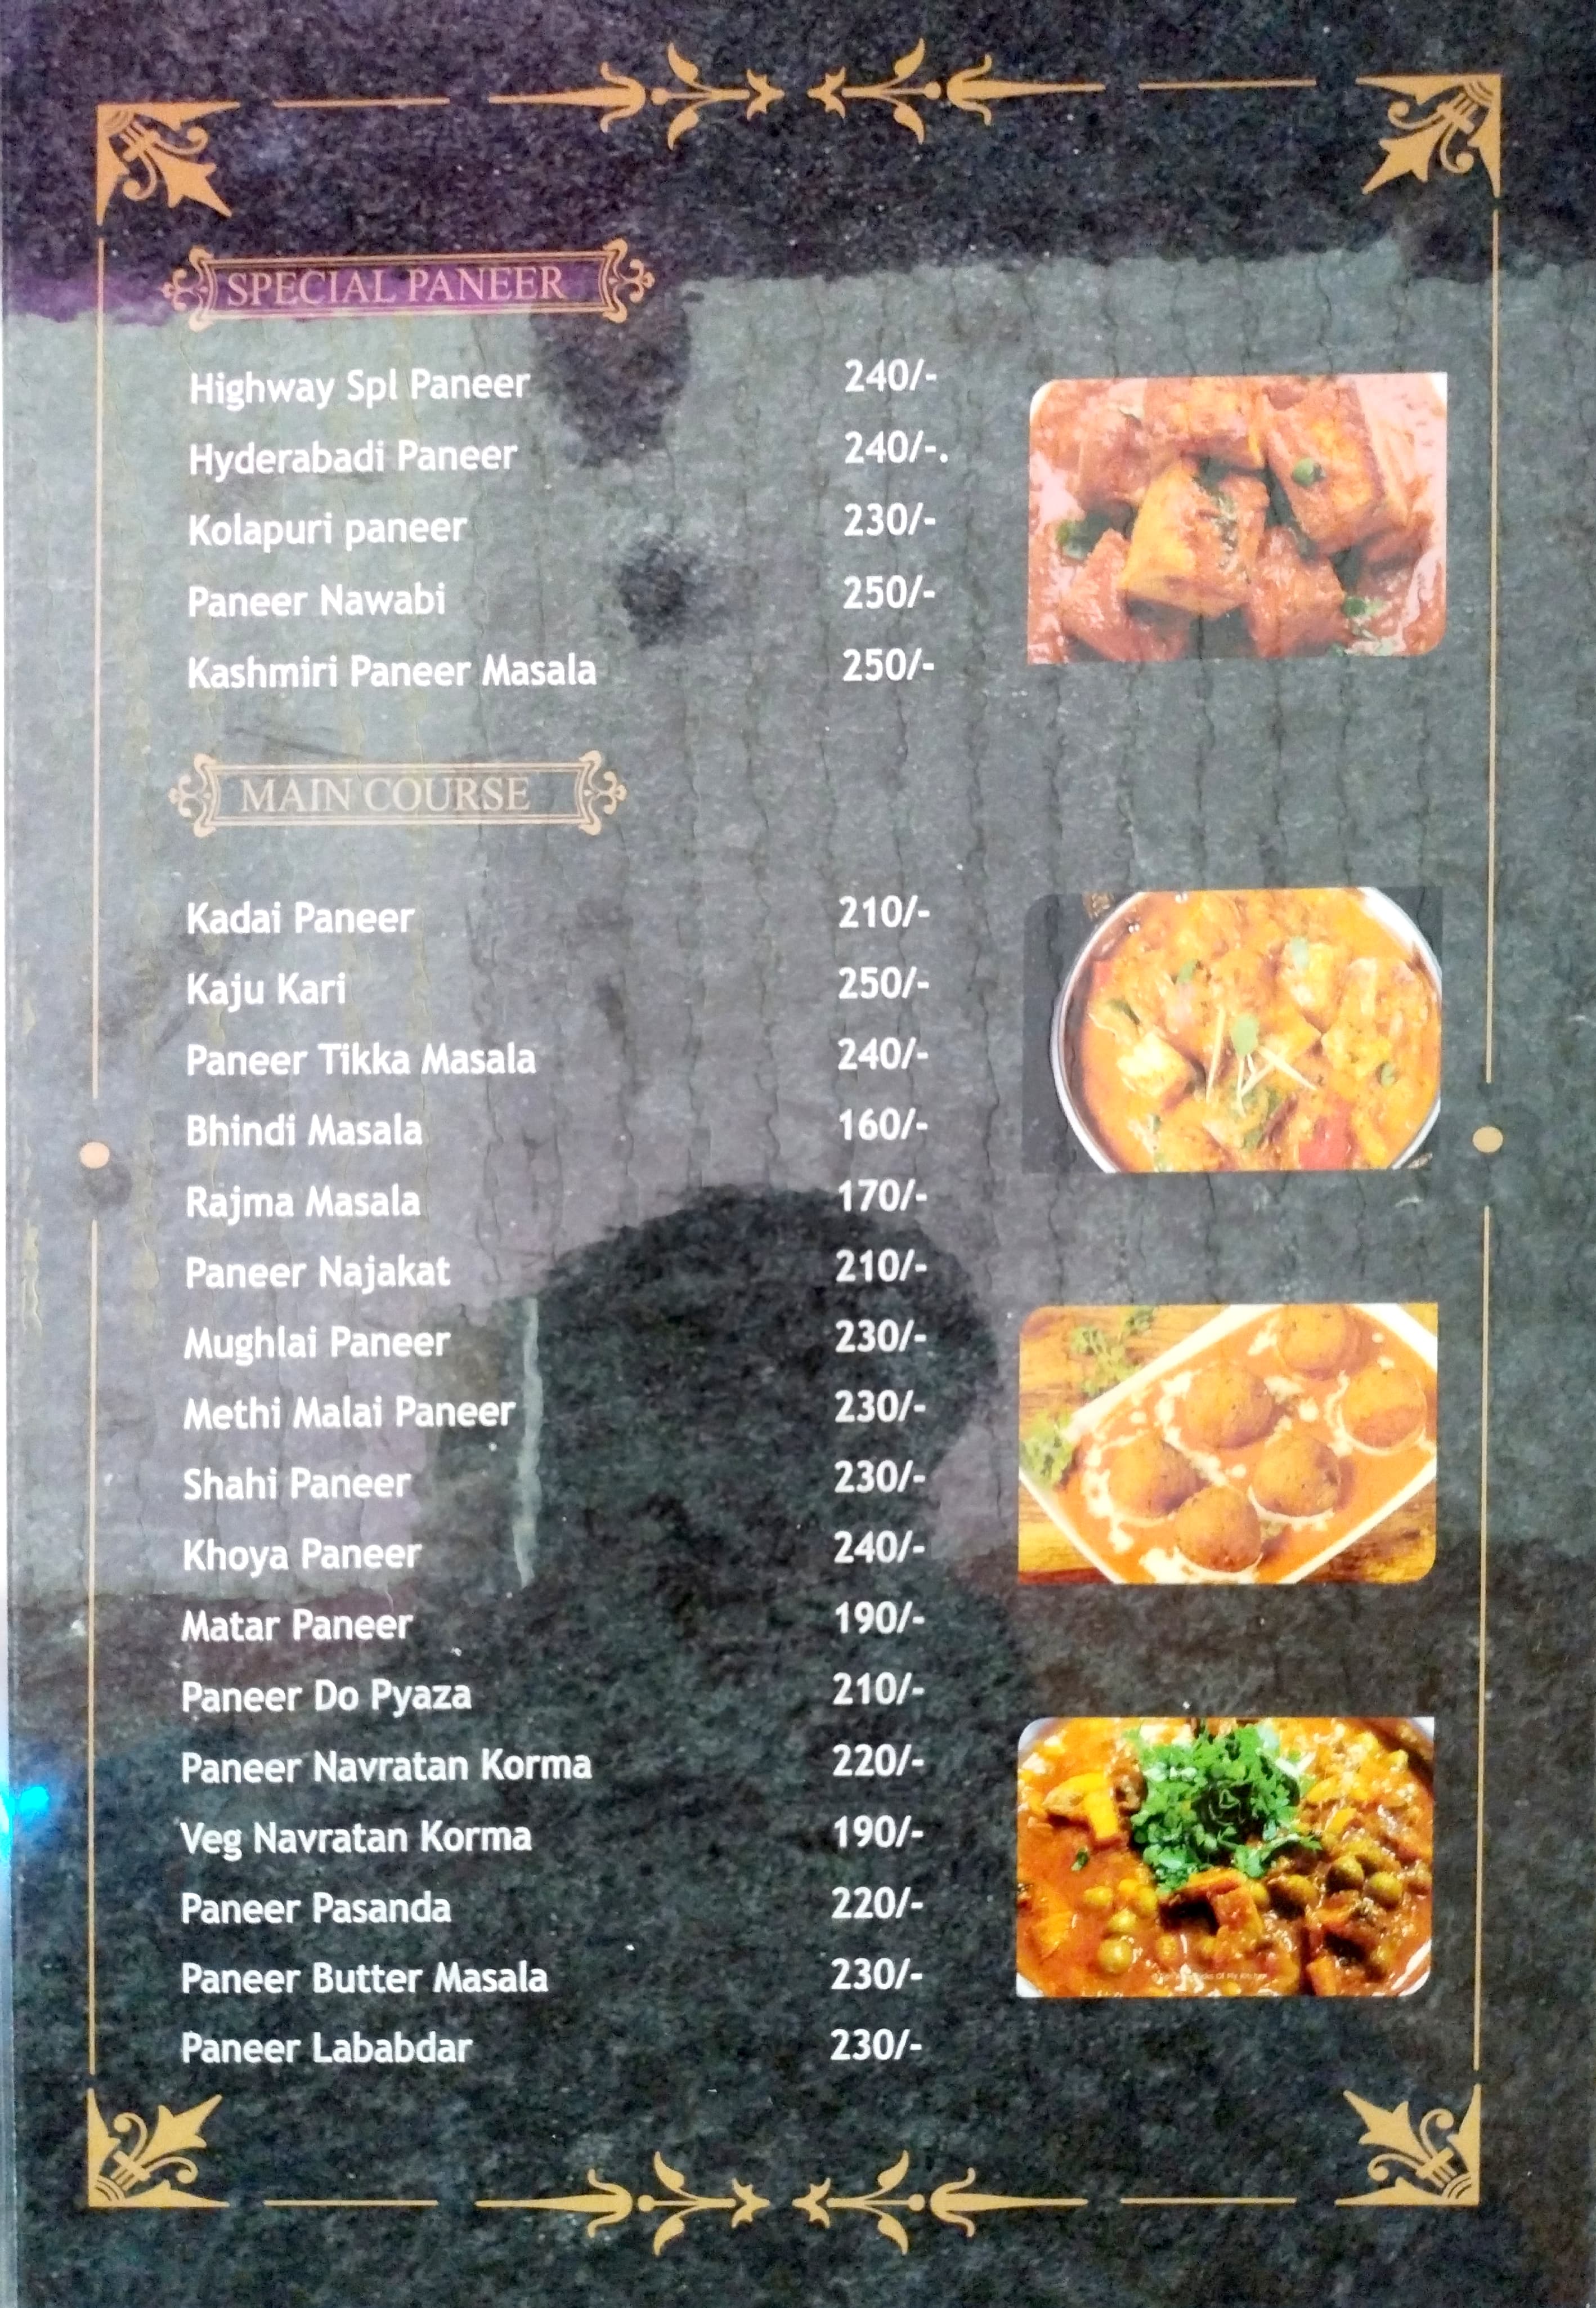 SPECIAL PANEER
Highway Spl Paneer 240/-
Hyderabadi Paneer 240/-.
Kolapuri paneer 230/-
Paneer Nawabi 250/-
Kashmiri Paneer Masala 250/-
MAIN COURSE
Kadai Paneer 210/-
Kaju Kari 250/-
Paneer Tikka Masala 240/-
Bhindi Masala 160/-
Rajma Masala 170/-
Paneer Najakat 210/-
Mughlai Paneer 230/-
Methi Malai Paneer 230/-
Shahi Paneer 230/-
Khoya Paneer 240/-
Matar Paneer 190/-
Paneer Do Pyaza 210/-
Paneer Navratan Korma 220/-
Veg Navratan Korma 190/-
Paneer Pasanda 220/-
Paneer Butter Masala 230/-
Paneer Lababdar 230/-
Of My Kitchen